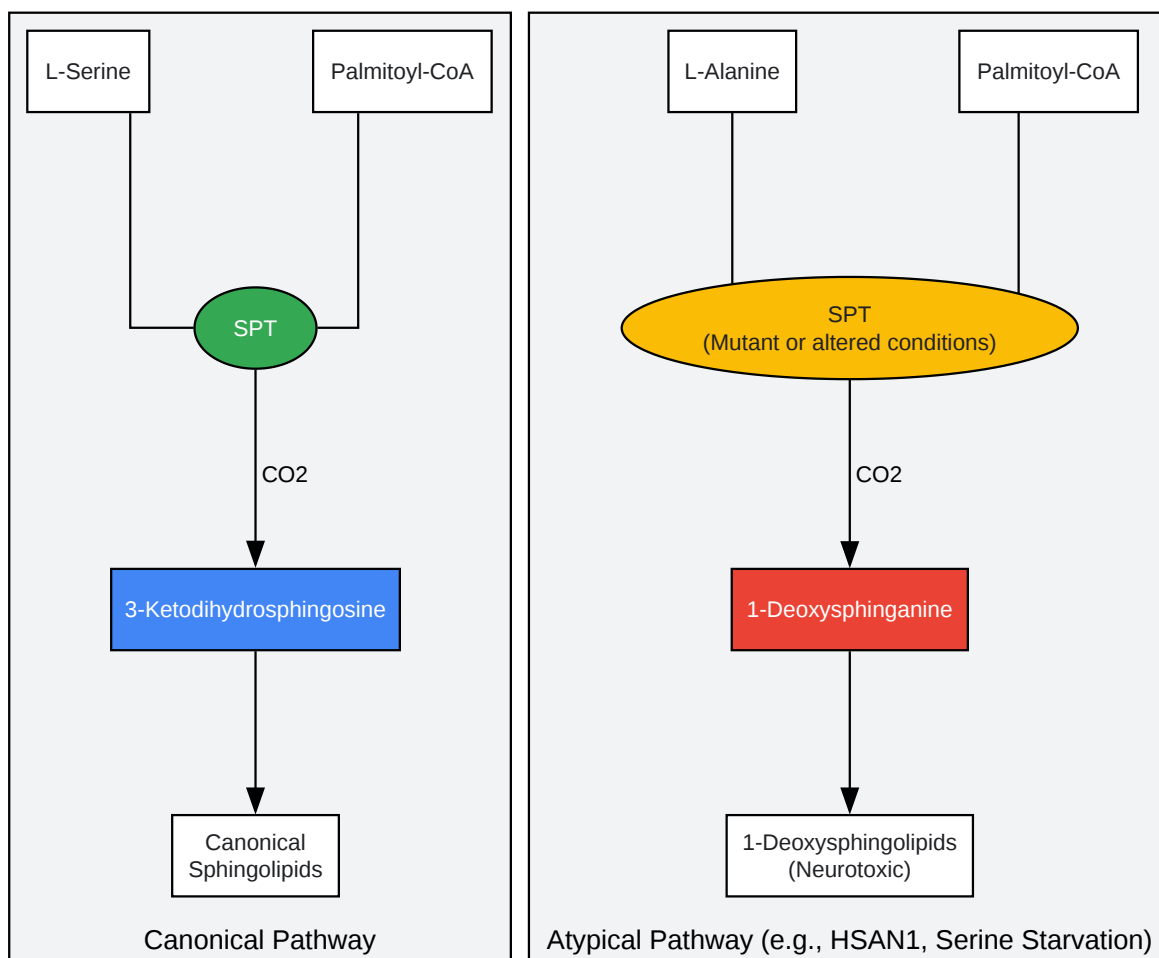 L-Serine
Palmitoyl-CoA
SPT
CO2
3-Ketodihydrosphingosine
Canonical
Sphingolipids
Canonical Pathway
L-Alanine
Palmitoyl-CoA
SPT
(Mutant or altered conditions)
CO2
1-Deoxysphinganine
1-Deoxysphingolipids
(Neurotoxic)
Atypical Pathway (e.g., HSAN1, Serine Starvation)